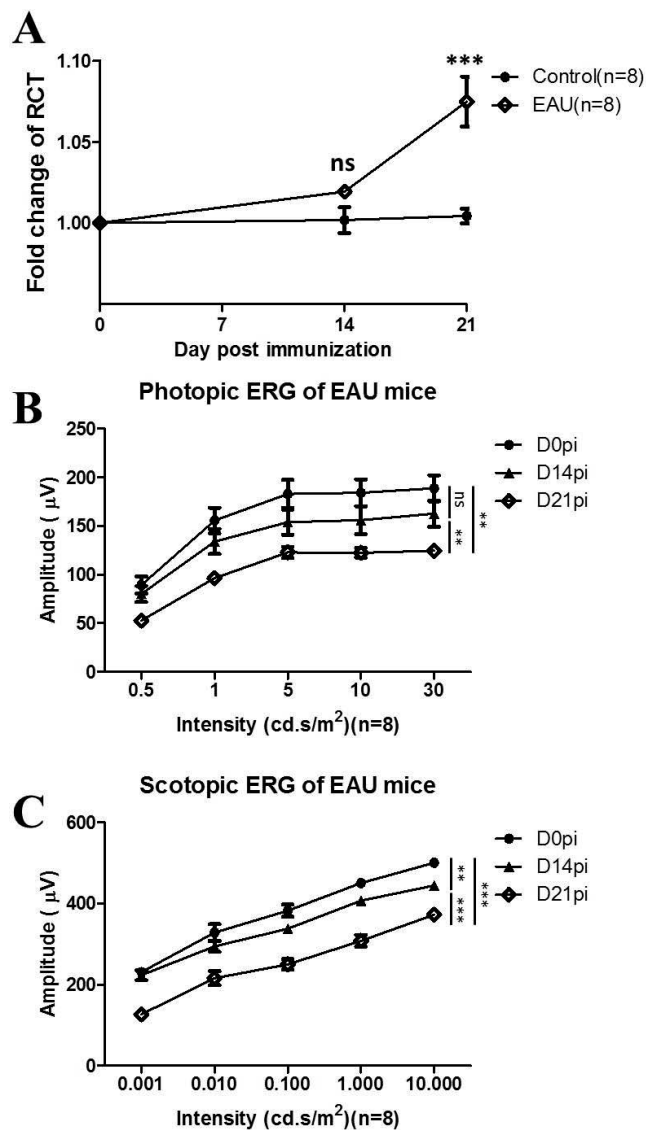 A
Fold change of RCT
1.10
1.05
1.00
ns
***
Control(n=8)
EAU(n=8)
0
7
14
21
Day post immunization
Photopic ERG of EAU mice
B
Amplitude ( μV)
250
200
150
100
50
0
0.5
1
5
10
30
Intensity (cd.s/m²)(n=8)
D0pi
D14pi
D21pi
ns
**
**
Scotopic ERG of EAU mice
C
Amplitude ( μV)
600
400
200
0
0.001
0.010
0.100
1.000
10.000
Intensity (cd.s/m²)(n=8)
D0pi
D14pi
D21pi
**
***
***